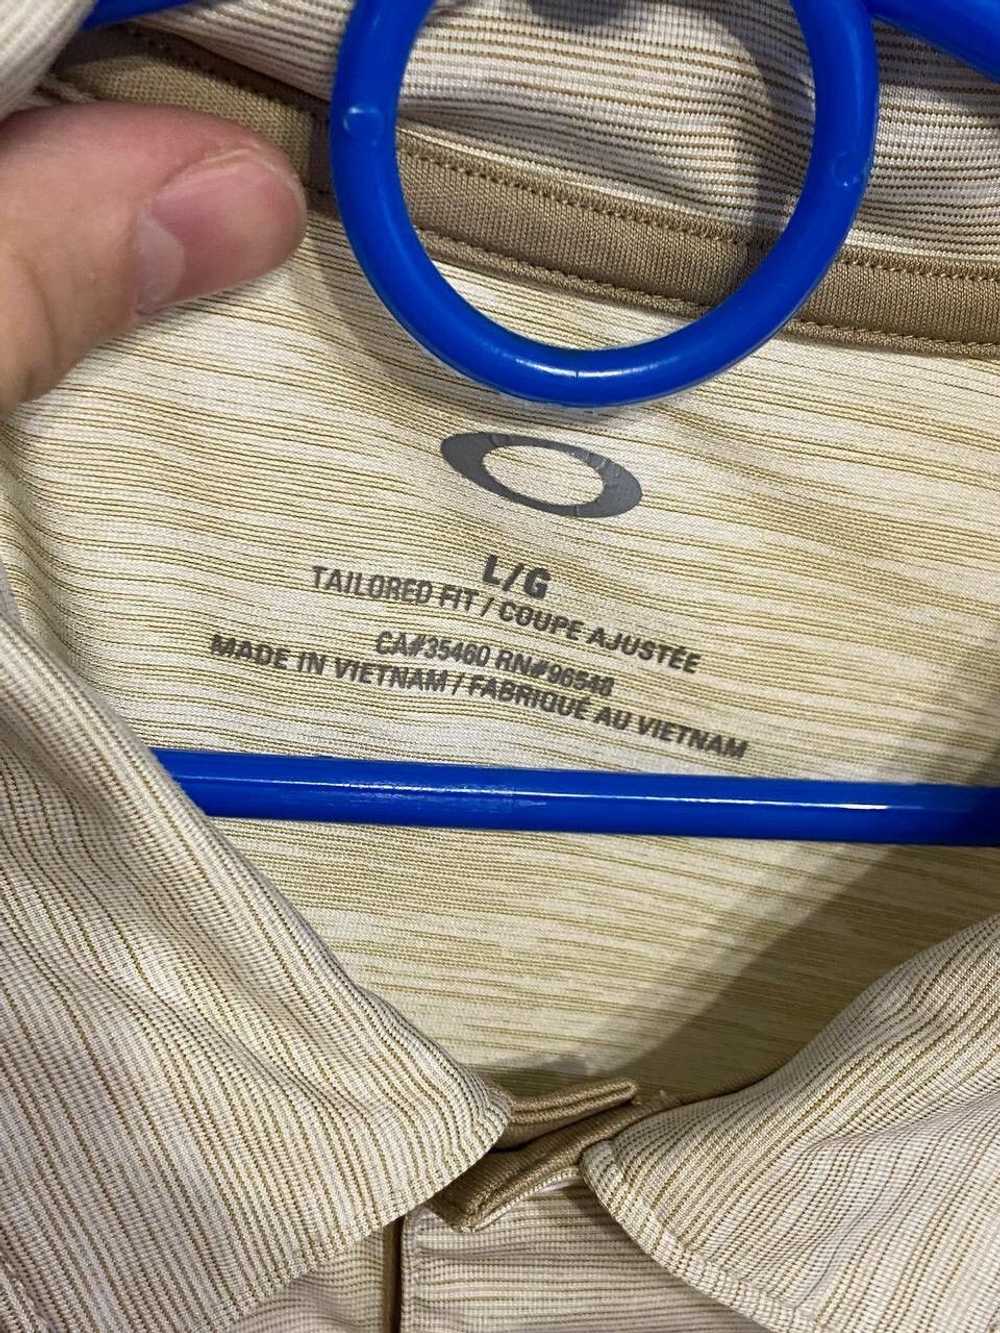 L/G
TAILORED FIT / COUPE AJUSTÉE
CA#35460 RN#96548
MADE IN VIETNAM / FABRIQUÉ AU VIETNAM